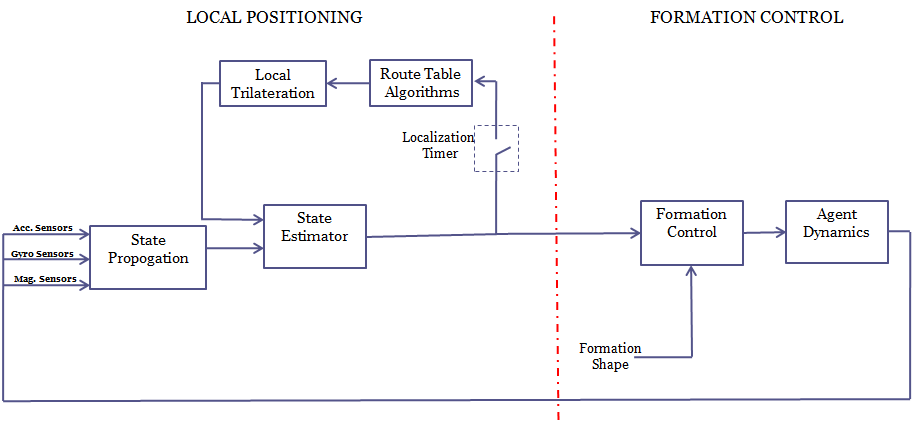 LOCAL POSITIONING
FORMATION CONTROL
Local
Trilateration
Route Table
Algorithms
Localization
Timer
Acc. Sensors
Gyro Sensors
Mag. Sensors
State
Propogation
State
Estimator
Formation
Control
Agent
Dynamics
Formation
Shape